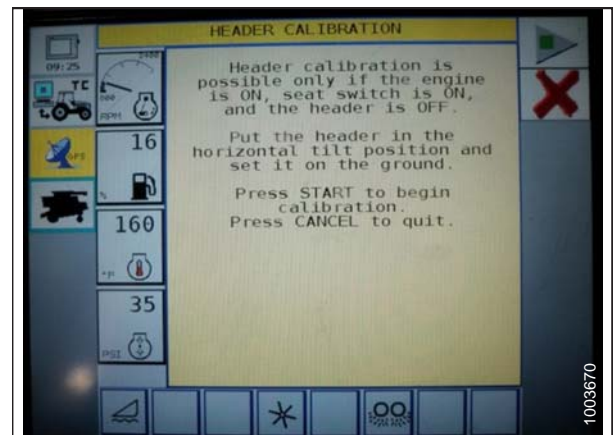 HEADER CALIBRATION
Header calibration is
possible only if the engine
is ON, seat switch is ON,
and the header is OFF.
Put the header in the
horizontal tilt position and
set it on the ground.
Press START to begin
calibration.
Press CANCEL to quit.
09:25
TC
GPS
2400
RPM
16
%
160
°F
35
PSI
1003670